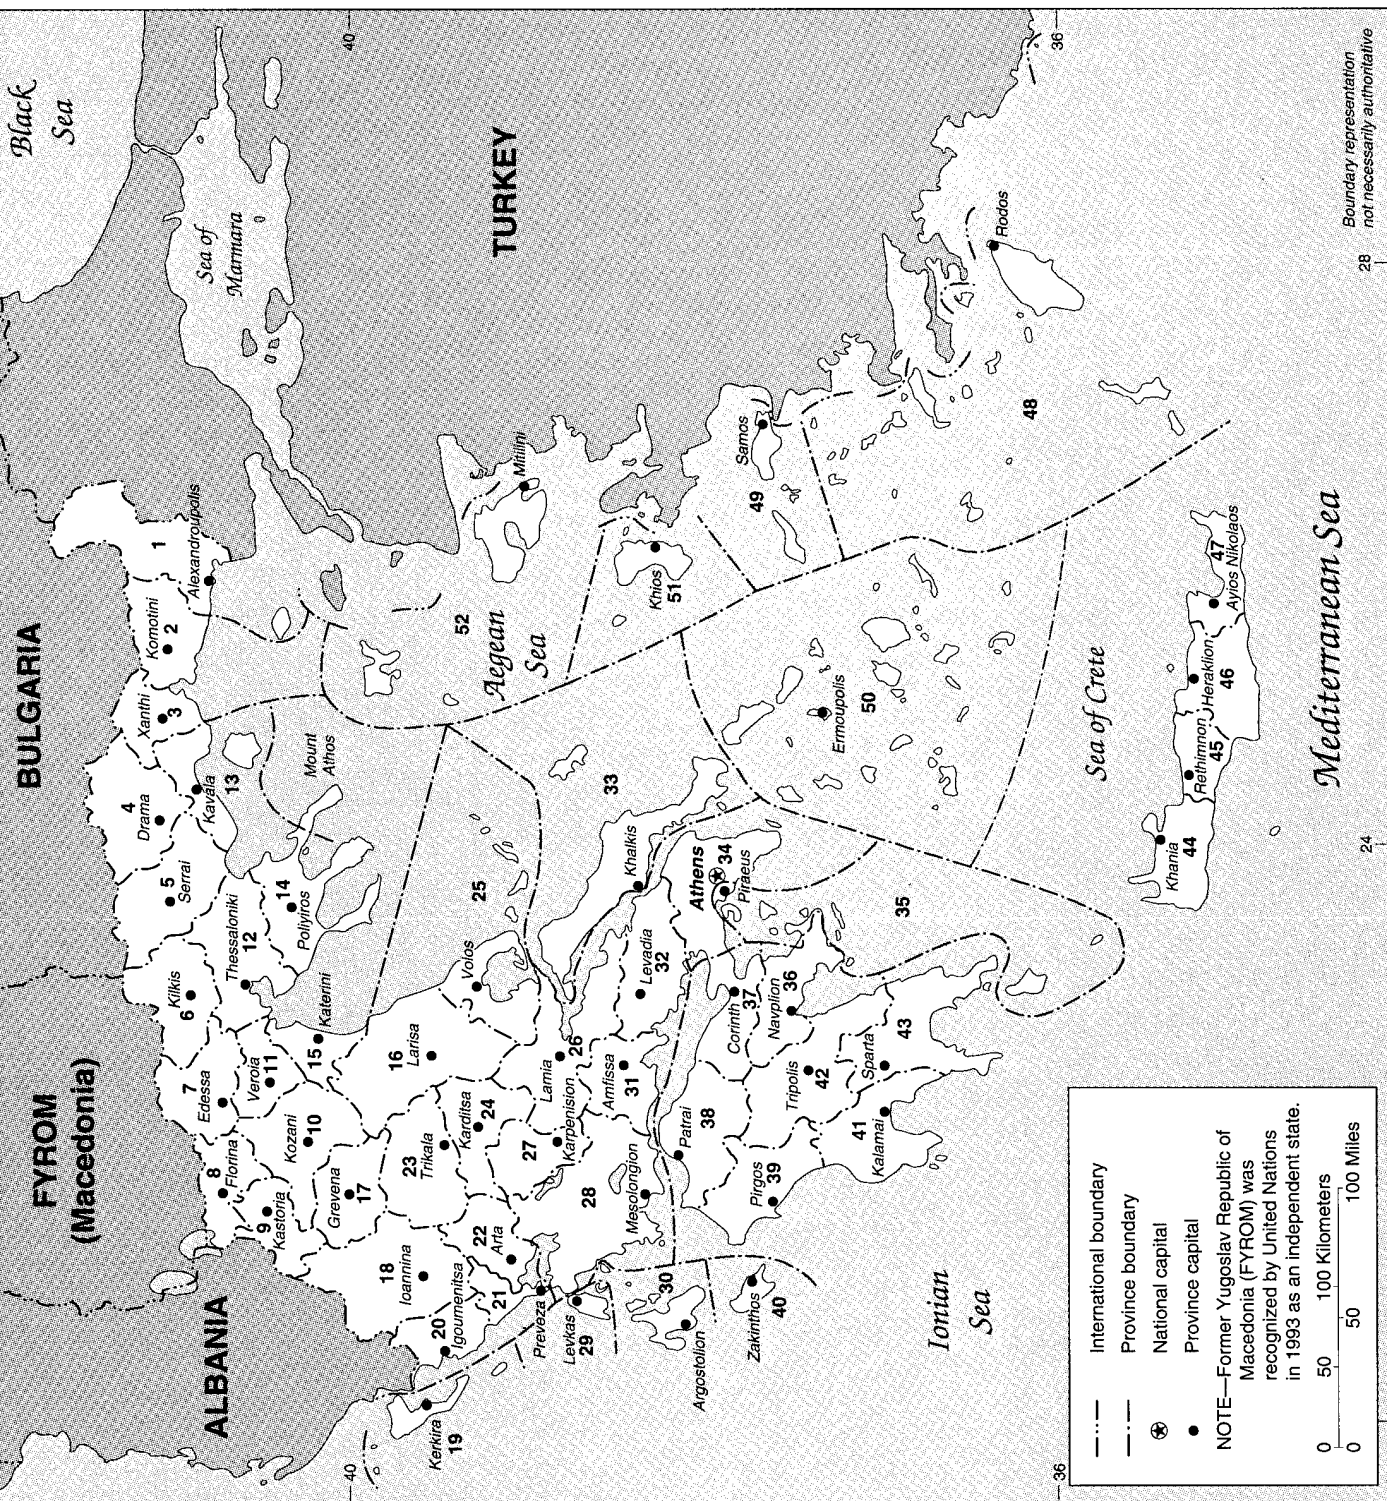 Black
Sea
BULGARIA
FYROM
(Macedonia)
ALBANIA
TURKEY
Sea of
Marmara
Aegean
Sea
Sea of Crete
Mediterranean Sea
Ionian
Sea
Mount
Athos
1
Alexandroupolis
Komotini
2
Xanthi
3
4
Drama
5
Serrai
Kilkis
6
7
Edessa
8
Florina
9
Kastoria
Kozani
10
Veroia
11
Thessaloniki
12
Kavala
13
14
Poliyiros
15
Katerini
16
Larisa
Grevena
17
18
Ioannina
Kerkira
19
20
Igoumenitsa
21
Preveza
22
Arta
23
Trikala
Karditsa
24
Volos
25
Lamia
26
27
Karpenision
28
Mesolongion
Levkas
29
30
Argostolion
Amfissa
31
Levadia
32
Khalkis
33
Athens
34
Piraeus
35
Navplion
36
Corinth
37
Patrai
38
Pirgos
39
Zakinthos
40
41
Kalamai
Tripolis
42
Sparta
43
Khania
44
Rethimnon
45
Heraklion
46
47
Ayios Nikolaos
48
Rodos
Samos
49
50
Ermoupolis
Khios
51
52
Mitilini
40
40
36
36
24
28
International boundary
Province boundary
National capital
Province capital
NOTE—Former Yugoslav Republic of
Macedonia (FYROM) was
recognized by United Nations
in 1993 as an independent state.
0 50 100 Kilometers
0 50 100 Miles
Boundary representation
not necessarily authoritative